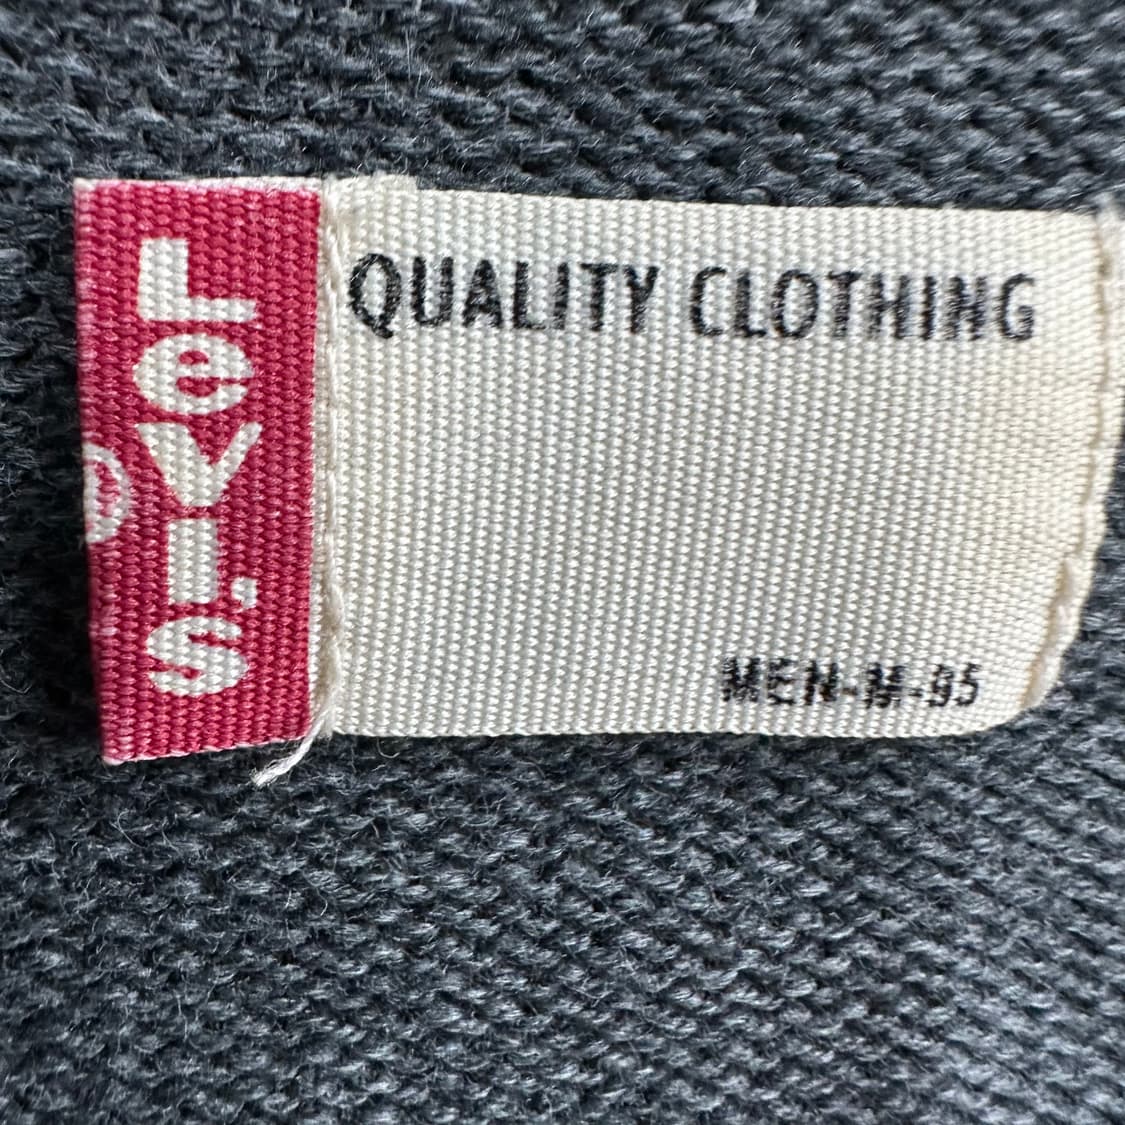 Levi's
®
QUALITY CLOTHING
MEN-M-95